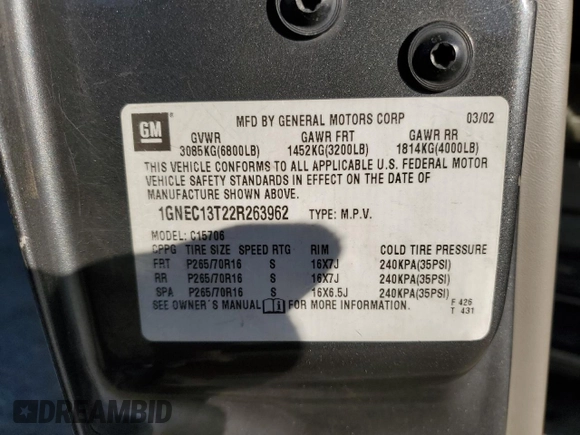 GM
MFD BY GENERAL MOTORS CORP 03/02
GVWR GAWR FRT GAWR RR
3085KG(6800LB) 1452KG(3200LB) 1814KG(4000LB)
THIS VEHICLE CONFORMS TO ALL APPLICABLE U.S. FEDERAL MOTOR
VEHICLE SAFETY STANDARDS IN EFFECT ON THE DATE OF
MANUFACTURE SHOWN ABOVE.
1GNEC13T22R263962 TYPE: M.P.V.
MODEL: C15706
CPPG TIRE SIZE SPEED RTG RIM COLD TIRE PRESSURE
FRT P265/70R16 S 16X7J 240KPA(35PSI)
RR P265/70R16 S 16X7J 240KPA(35PSI)
SPA P265/70R16 S 16X6.5J 240KPA(35PSI)
SEE OWNER'S MANUAL FOR MORE INFORMATION.
F 426
T 431
DREAMBID